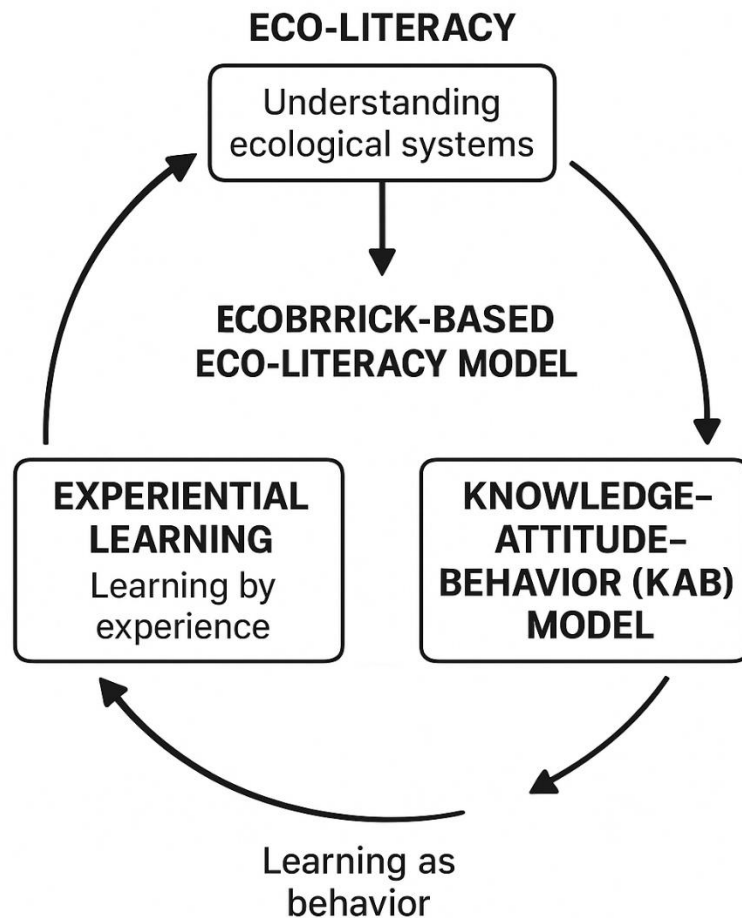 ECO-LITERACY
Understanding
ecological systems
ECOBRRICK-BASED
ECO-LITERACY MODEL
EXPERIENTIAL
LEARNING
Learning by
experience
KNOWLEDGE–
ATTITUDE–
BEHAVIOR (KAB)
MODEL
Learning as
behavior